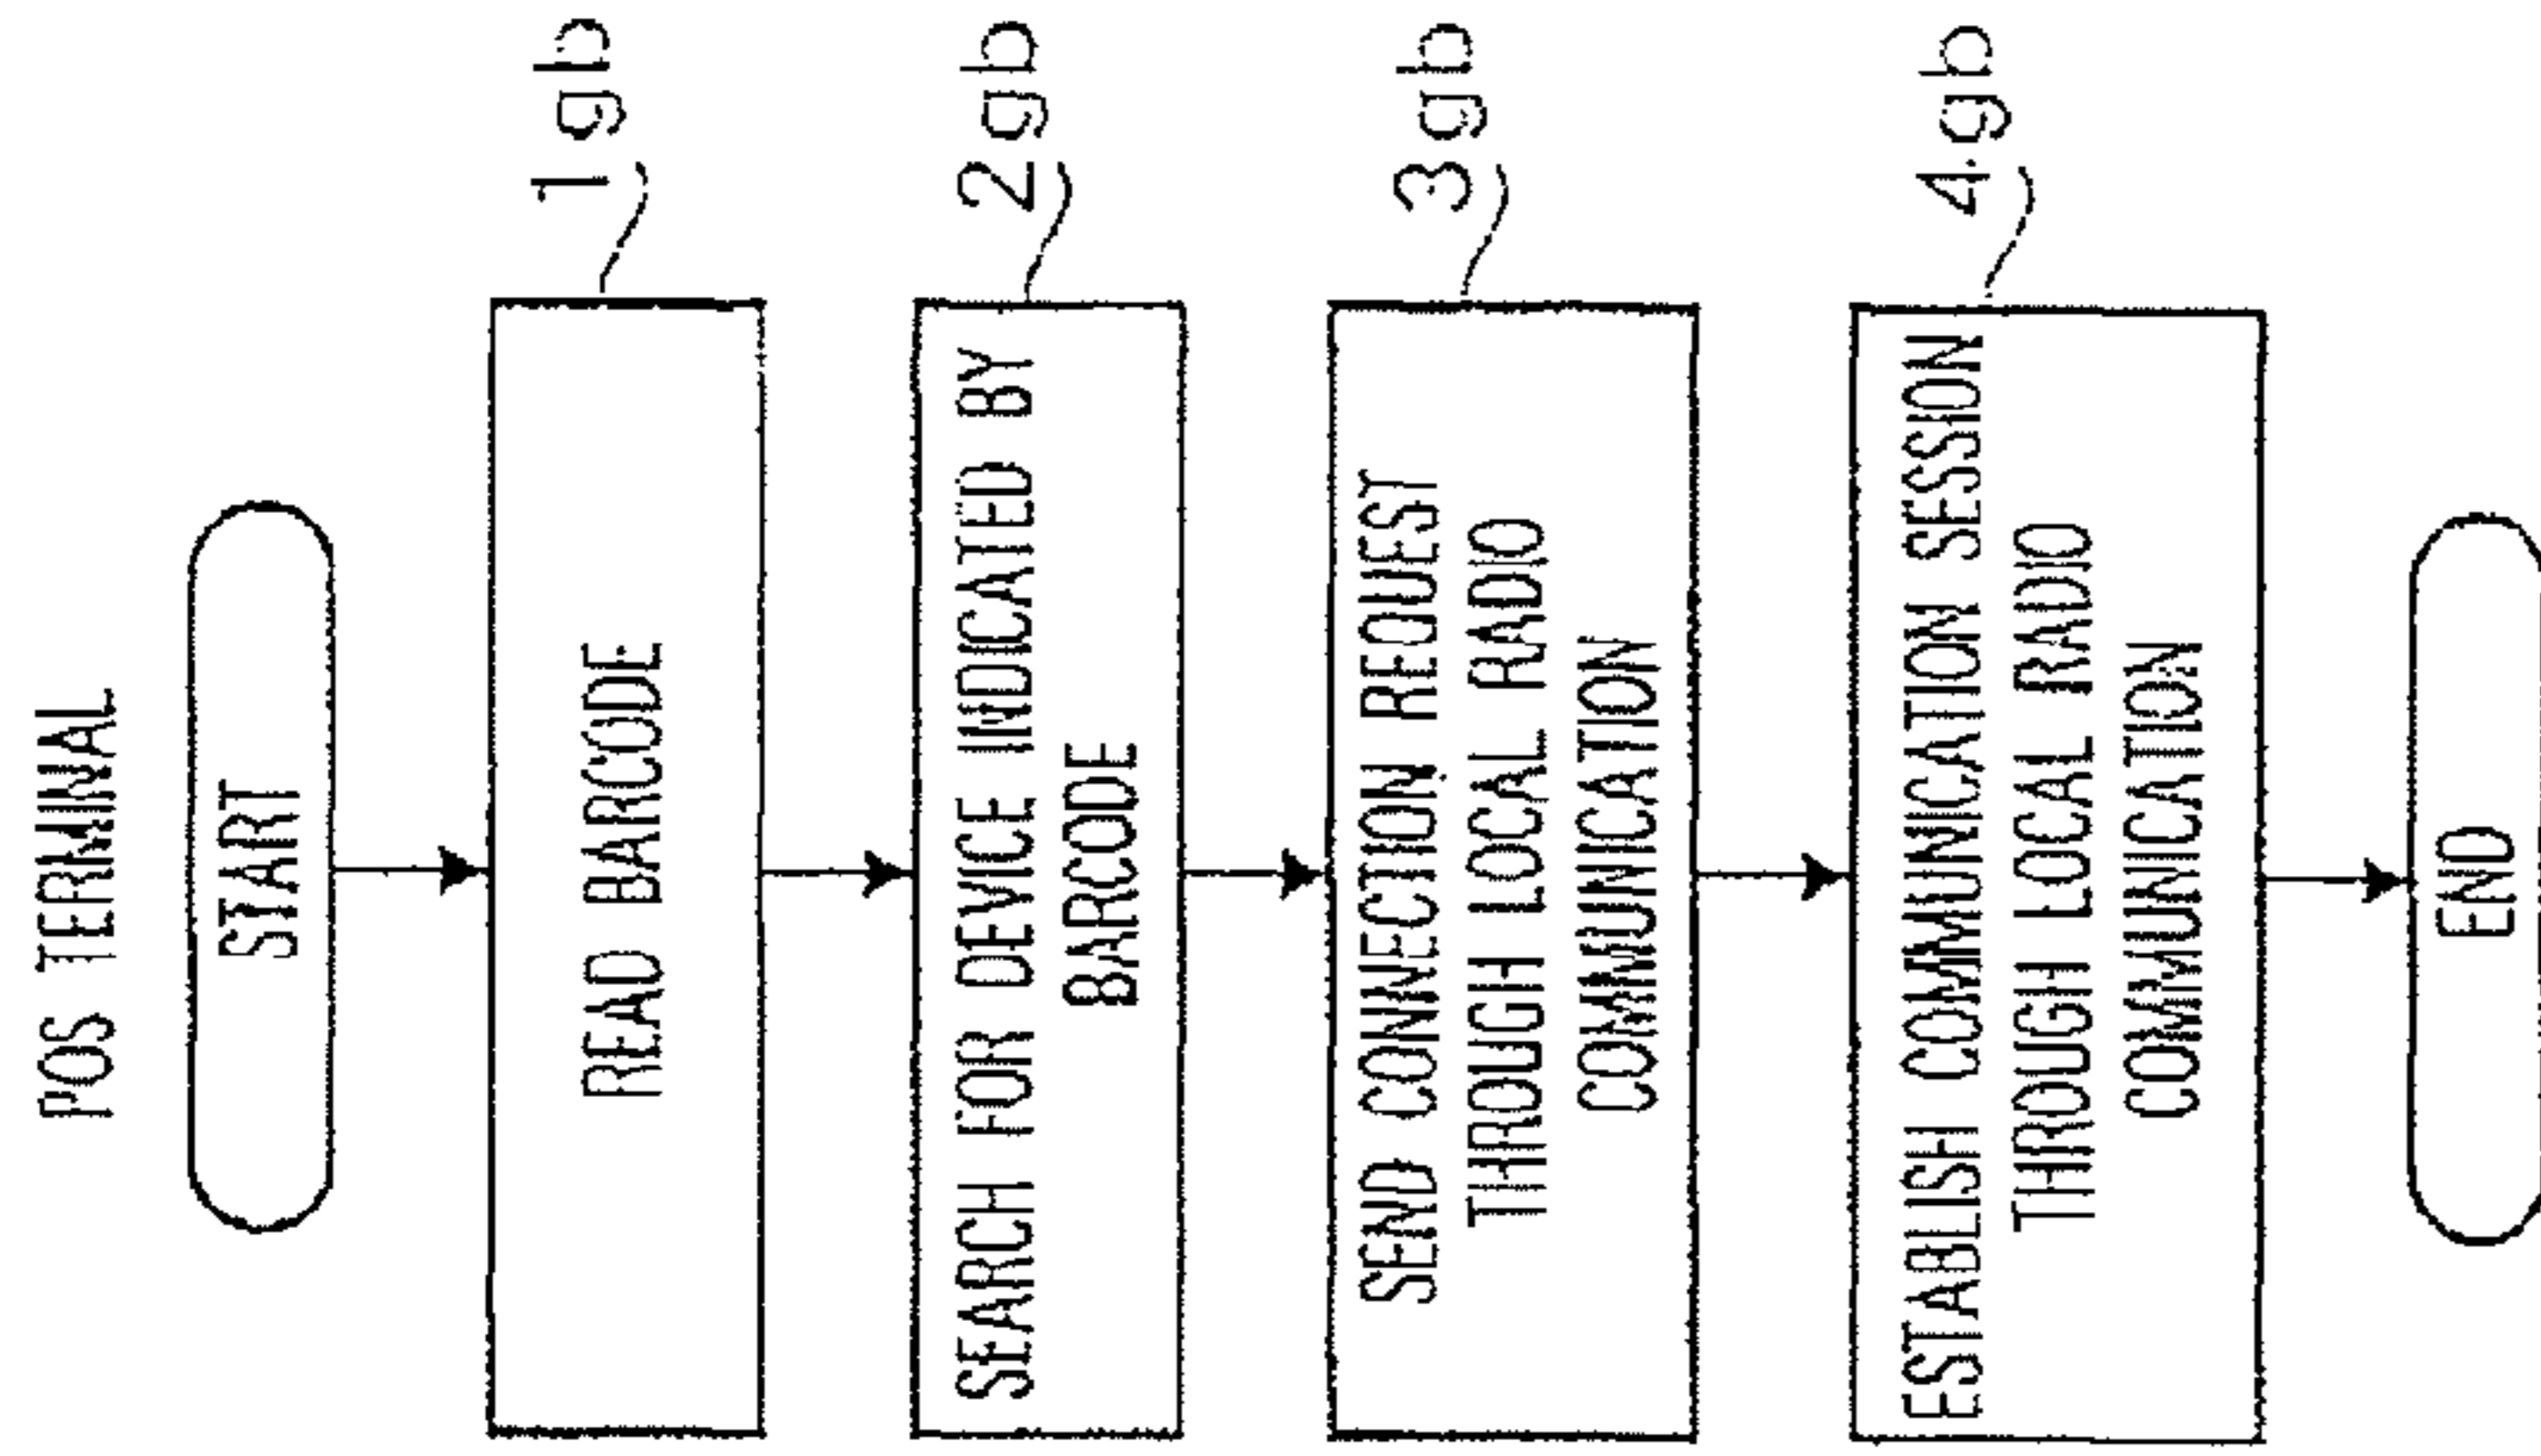 POS TERMINAL
START
1gb
READ BARCODE
2gb
SEARCH FOR DEVICE INDICATED BY
BARCODE
3gb
SEND CONNECTION REQUEST
THROUGH LOCAL RADIO
COMMUNICATION
4gb
ESTABLISH COMMUNICATION SESSION
THROUGH LOCAL RADIO
COMMUNICATION
END